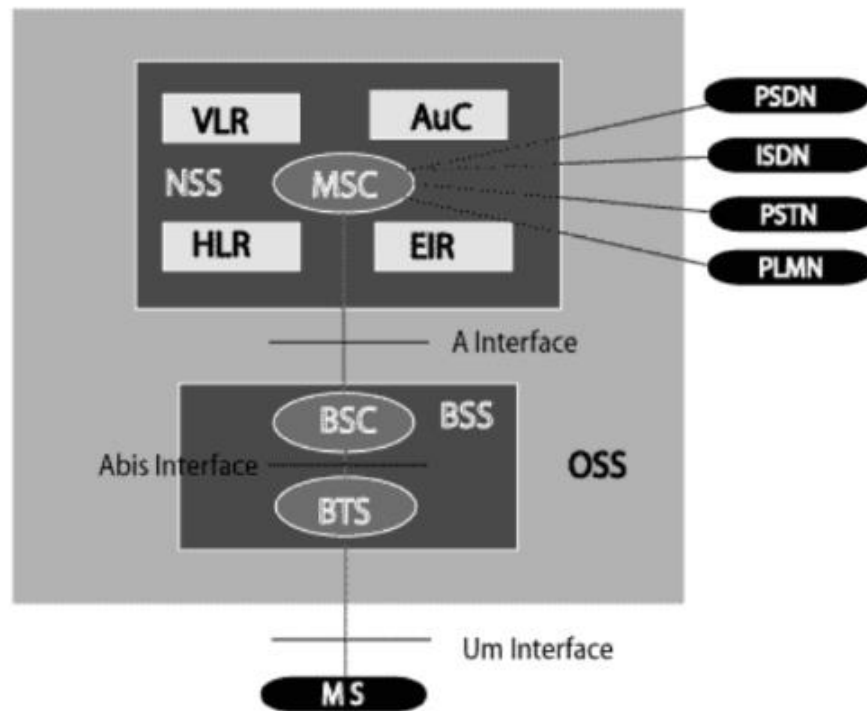 VLR
AuC
NSS
MSC
HLR
EIR
PSDN
ISDN
PSTN
PLMN
A Interface
BSC
BSS
Abis Interface
OSS
BTS
Um Interface
MS